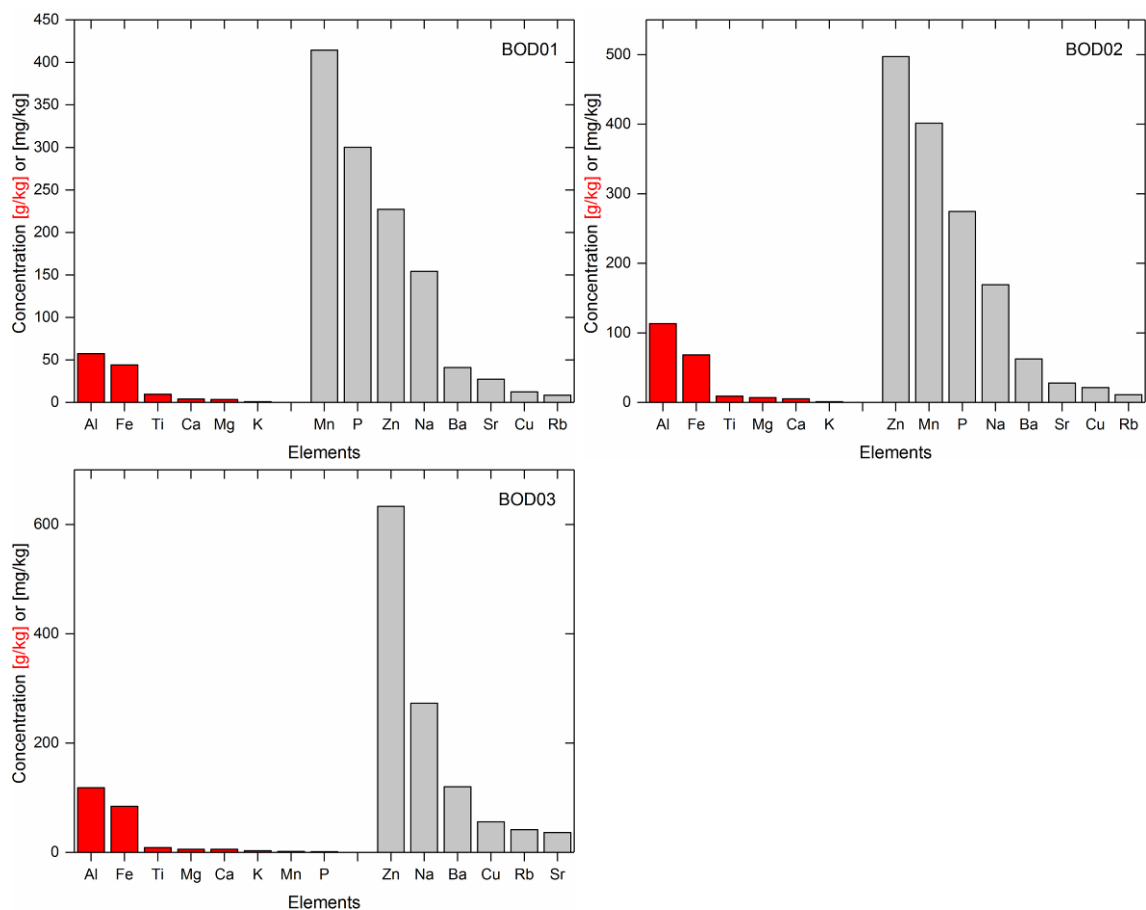 BOD01
Concentration [g/kg] or [mg/kg]
450
400
350
300
250
200
150
100
50
0
Al Fe Ti Ca Mg K Mn P Zn Na Ba Sr Cu Rb
Elements
BOD02
Concentration [g/kg] or [mg/kg]
500
400
300
200
100
0
Al Fe Ti Mg Ca K Zn Mn P Na Ba Sr Cu Rb
Elements
BOD03
Concentration [g/kg] or [mg/kg]
600
400
200
0
Al Fe Ti Mg Ca K Mn P Zn Na Ba Cu Rb Sr
Elements